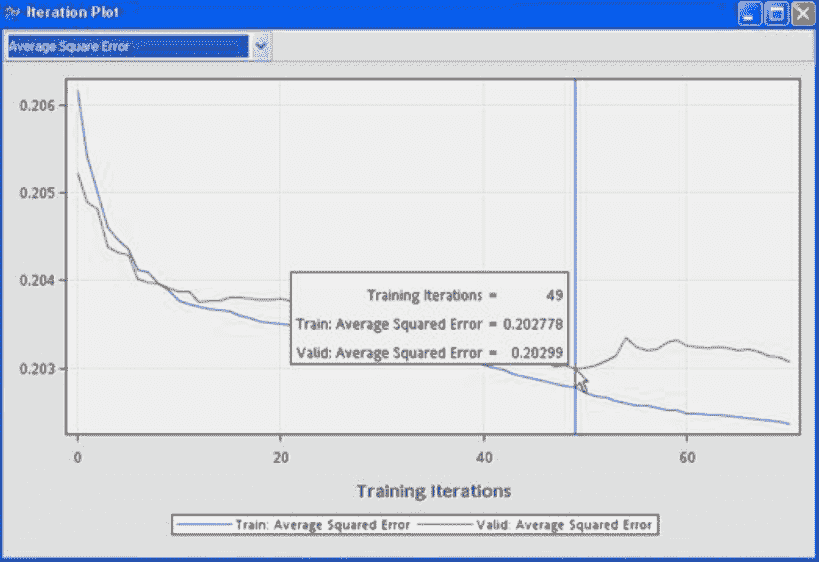 Iteration Plot
Average Square Error
0.206
0.205
0.204
0.203
Training Iterations = 49
Train: Average Squared Error = 0.202778
Valid: Average Squared Error = 0.20299
0 20 40 60
Training Iterations
Train: Average Squared Error Valid: Average Squared Error